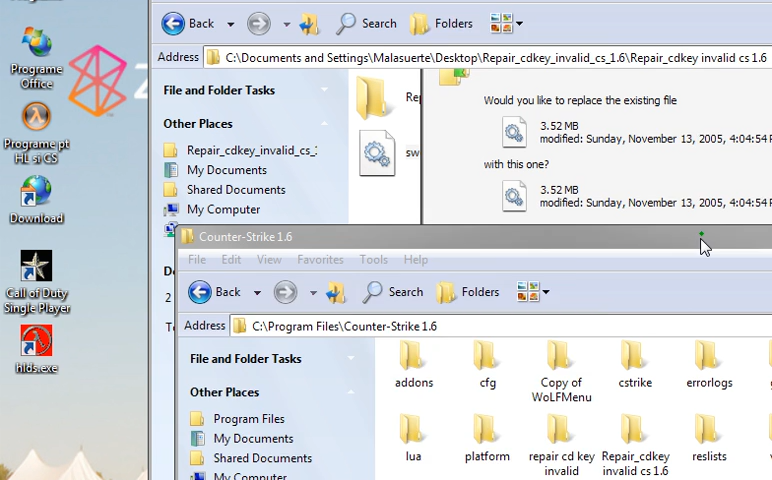 Back
Search
Folders
Address
C:\Documents and Settings\Malasuerte\Desktop\Repair_cdkey_invalid_cs_1.6\Repair_cdkey invalid cs 1.6
Programe
Office
Programe pt
HL si CS
Download
Call of Duty
Single Player
hlds.exe
File and Folder Tasks
Other Places
Repair_cdkey_invalid_cs_:
My Documents
Shared Documents
My Computer
De
2
Re
sw
Would you like to replace the existing file
3.52 MB
modified: Sunday, November 13, 2005, 4:04:54
with this one?
3.52 MB
modified: Sunday, November 13, 2005, 4:04:54
Counter-Strike 1.6
File Edit View Favorites Tools Help
Back
Search
Folders
Address
C:\Program Files\Counter-Strike 1.6
File and Folder Tasks
Other Places
Program Files
My Documents
Shared Documents
My Computer
addons
cfg
Copy of
WoLFMenu
cstrike
errorlogs
lua
platform
repair cd key
invalid
Repair_cdkey
invalid cs 1.6
reslists